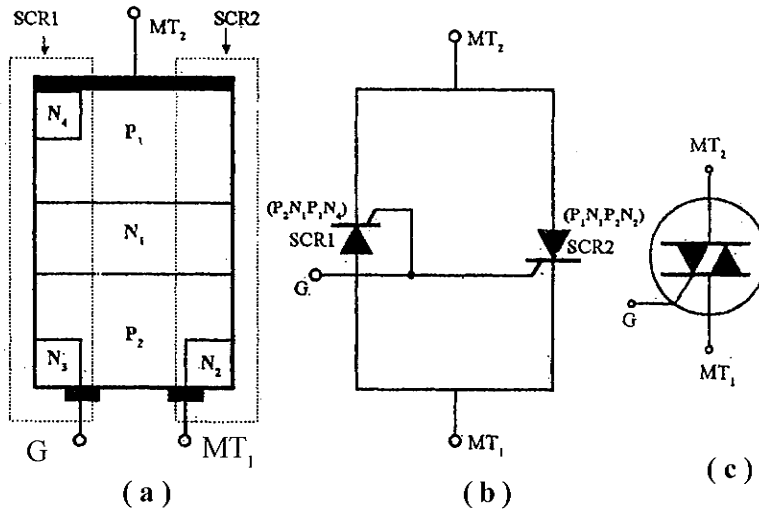 SCR1
SCR2
MT₂
N₄
P₁
N₁
P₂
N₃
N₂
G
MT₁
( a )
MT₂
(P₂N₁P₁N₄)
SCR1
(P₁N₁P₂N₂)
SCR2
G
MT₁
( b )
MT₂
G
MT₁
( c )